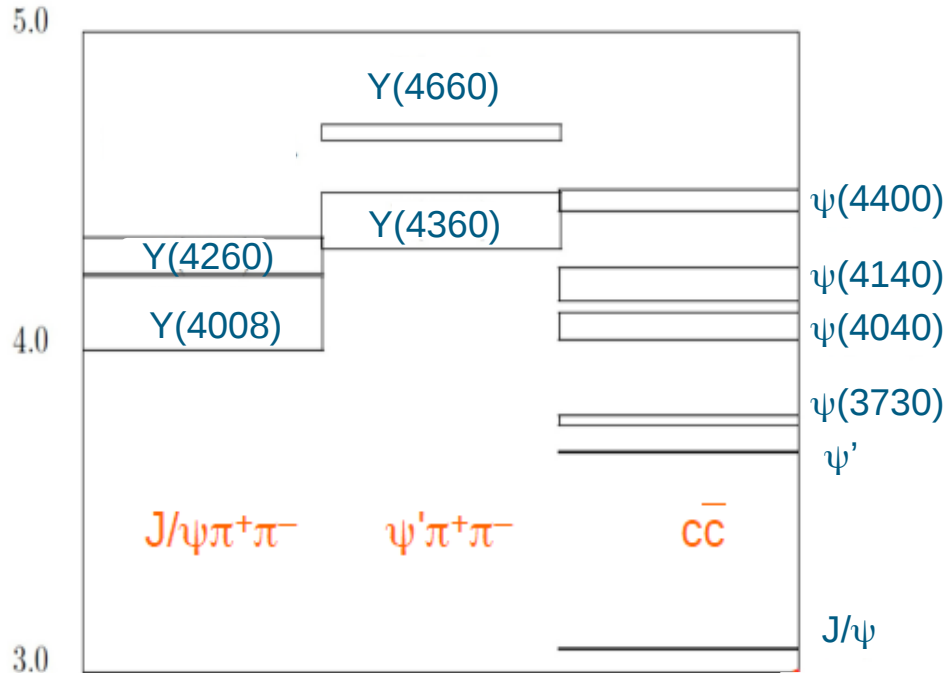 5.0
Y(4660)
ψ(4400)
Y(4360)
Y(4260)
ψ(4140)
Y(4008)
ψ(4040)
4.0
ψ(3730)
ψ’
J/ψπ⁺π⁻
ψ'π⁺π⁻
cc̅
J/ψ
3.0